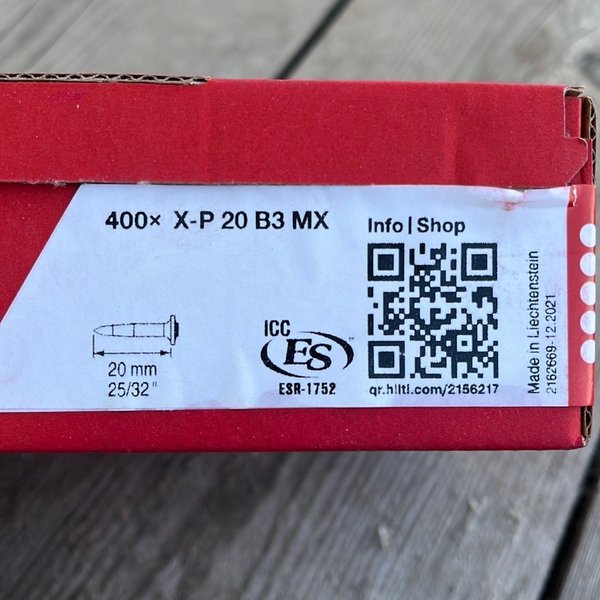 400× X-P 20 B3 MX
Info | Shop
20 mm
25/32"
ICC
ES
™
ESR-1752
qr.hilti.com/2156217
Made in Liechtenstein
2162669-12.2021